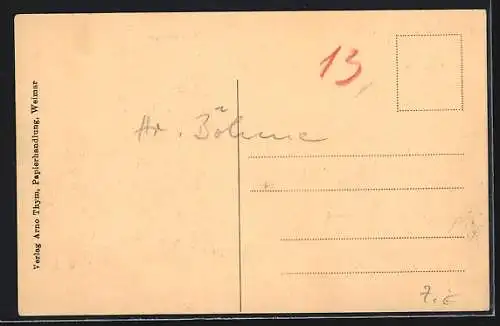 13
Hr. Böhme
Verlag Arno Thym, Papierhandlung, Weimar